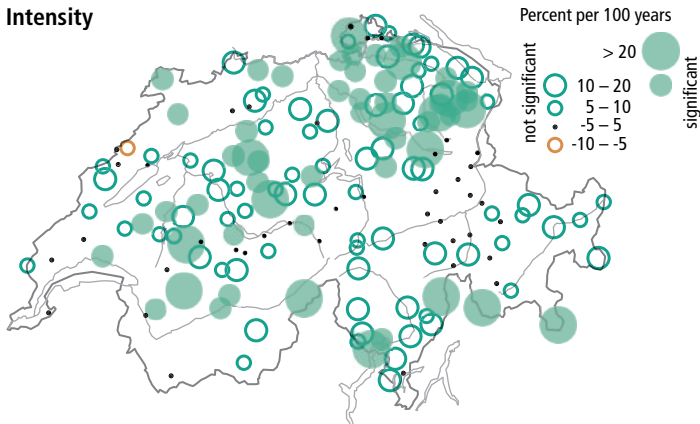 Intensity
Percent per 100 years
> 20
10 – 20
5 – 10
-5 – 5
-10 – -5
not significant
significant